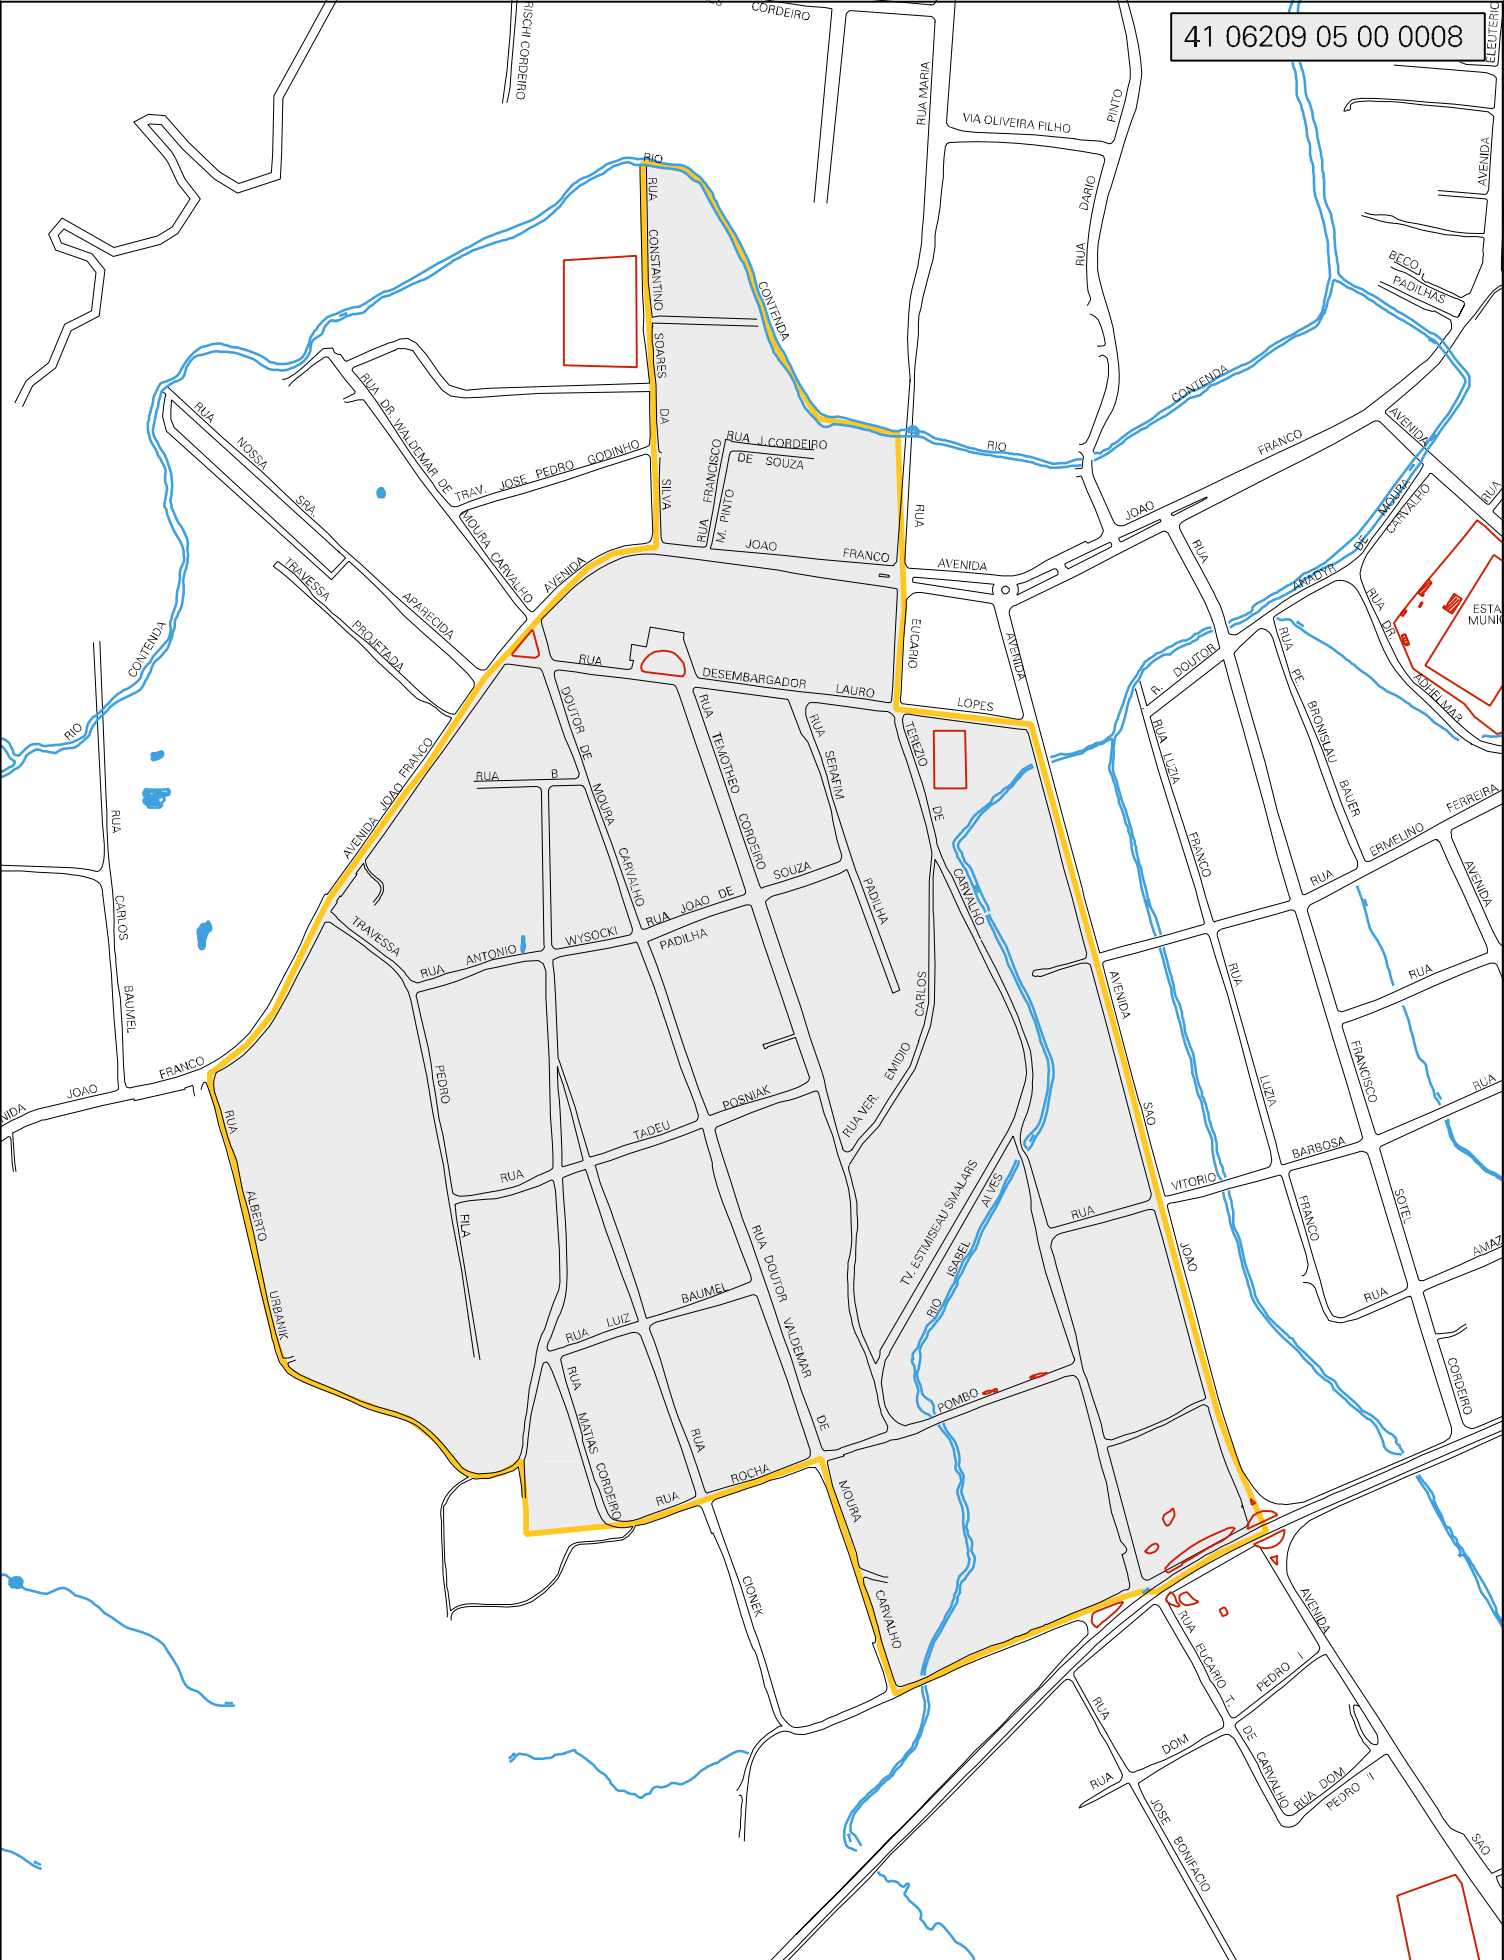 CORDEIRO
RISCHI CORDEIRO
41 06209 05 00 0008
ELEUTERIO
RUA MARIA
VIA OLIVEIRA FILHO
PINTO
DARIO
RUA
AVENIDA
BECO
PADILHAS
RIO
RUA
CONSTANTINO
SOARES
DA
SILVA
CONTENDA
CONTENDA
RIO
RUA DR. WALDEMAR DE
MOURA CARVALHO
TRAV. JOSE PEDRO GODINHO
RUA
NOSSA
SRA.
APARECIDA
TRAVESSA
PROJETADA
RUA J.CORDEIRO
DE SOUZA
RUA FRANCISCO
M. PINTO
RUA
JOAO
FRANCO
AVENIDA
AVENIDA
JOAO
FRANCO
AVENIDA
RUA
MOURA
CARVALHO
DE
ANADYR
RUA
RUA DR.
ADHELMAR
ESTA
MUNIC
EUCARIO
AVENIDA
RUA
DESEMBARGADOR
LAURO
LOPES
R. DOUTOR
RUA
PE.
BRONISLAU
BAUER
CONTENDA
RIO
DOUTOR DE
MOURA
CARVALHO
RUA
TEMOTHEO
CORDEIRO
RUA
SERAFIM
PADILHA
TEREZIO
DE
CARVALHO
RUA LUZIA
FRANCO
RUA B
AVENIDA JOAO FRANCO
FERREIRA
ERMELINO
RUA
AVENIDA
RUA
CARLOS
BAUMEL
SOUZA
RUA JOAO DE
PADILHA
TRAVESSA
RUA ANTONIO
WYSOCKI
CARLOS
EMIDIO
RUA VER.
AVENIDA
SAO
JOAO
RUA
LUZIA
RUA
FRANCISCO
RUA
NIDA
JOAO
FRANCO
RUA
ALBERTO
URBANIK
PEDRO
FILA
POSNIAK
TADEU
RUA
BARBOSA
VITORIO
RUA
FRANCO
SOTEL
AMAZ
RUA
CORDEIRO
TV. ESTMISEAU SMALARS
ALVES
ISABEL
RIO
RUA DOUTOR
VALDEMAR
DE
MOURA
CARVALHO
BAUMEL
RUA LUIZ
RUA
MATIAS
CORDEIRO
RUA
CIONEK
POMBO
ROCHA
RUA
AVENIDA
RUA
EUCARIO T.
DE
CARVALHO
PEDRO I
DOM
RUA
RUA
JOSE
BONIFACIO
RUA DOM
PEDRO I
SAO